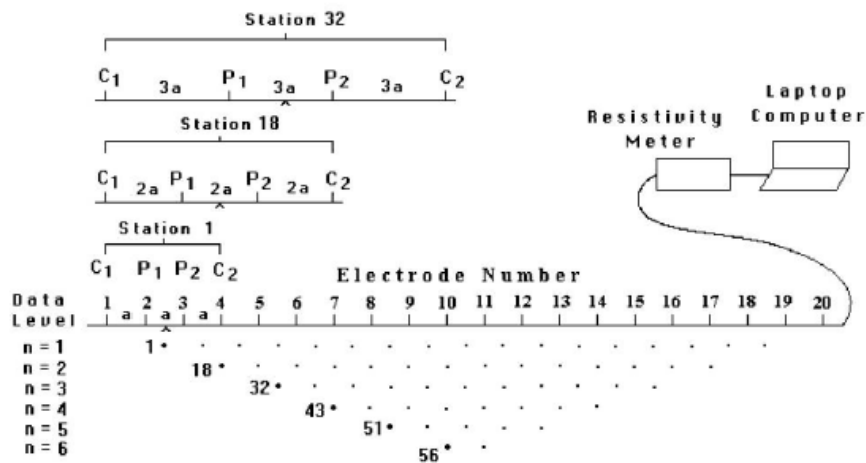 Station 32
C1 3a P1 3a P2 3a C2
Station 18
C1 2a P1 2a P2 2a C2
Station 1
C1 P1 P2 C2
Resistivity Meter
Laptop Computer
Electrode Number
Data Level
1 2 3 4 5 6 7 8 9 10 11 12 13 14 15 16 17 18 19 20
a a a
n = 1 1
n = 2 18
n = 3 32
n = 4 43
n = 5 51
n = 6 56